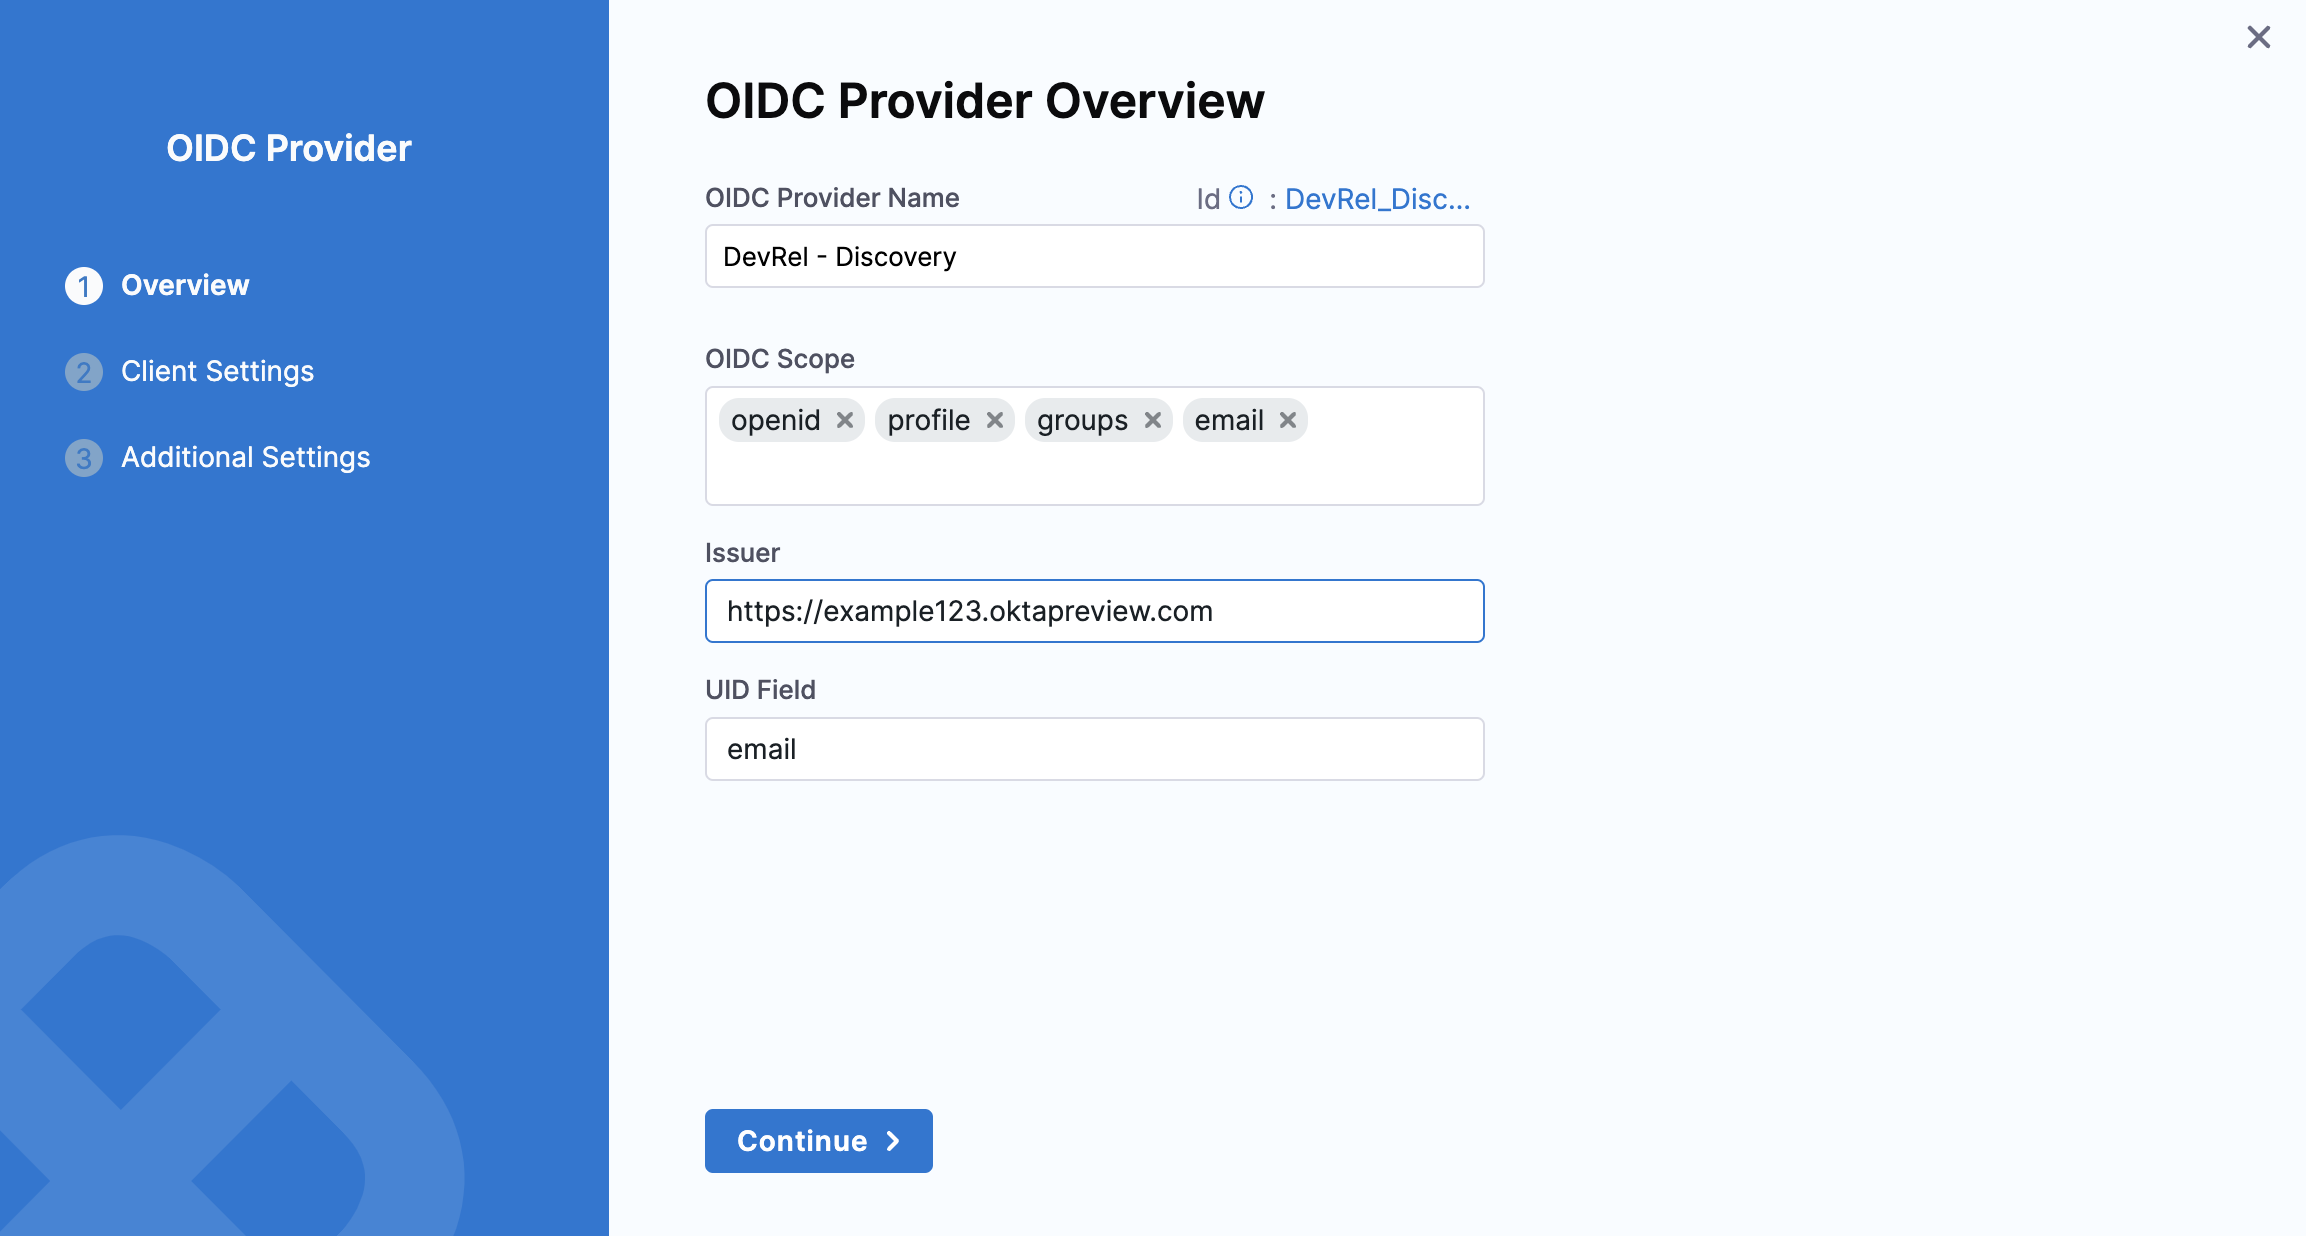 OIDC Provider
1 Overview
2 Client Settings
3 Additional Settings
OIDC Provider Overview
OIDC Provider Name
Id : DevRel_Disc...
DevRel - Discovery
OIDC Scope
openid profile groups email
Issuer
https://example123.oktapreview.com
UID Field
email
Continue